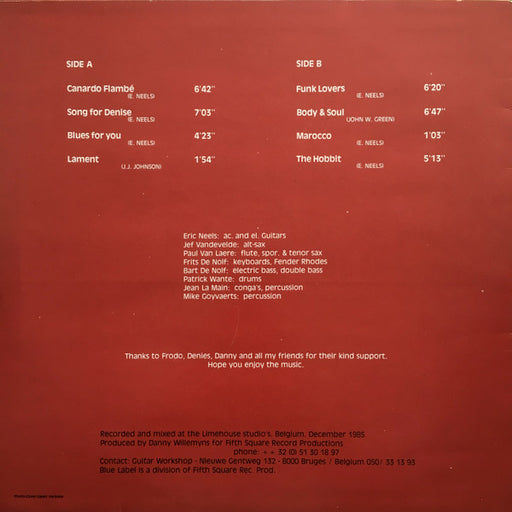 SIDE A
Canardo Flambé 6'42"
(E. NEELS)
Song for Denise 7'03"
(E. NEELS)
Blues for you 4'23"
(E. NEELS)
Lament 1'54"
(J.J. JOHNSON)
SIDE B
Funk Lovers 6'20"
(E. NEELS)
Body & Soul 6'47"
(JOHN W. GREEN)
Marocco 1'03"
(E. NEELS)
The Hobbit 5'13"
(E. NEELS)
Eric Neels: ac. and el. Guitars
Jef Vandevelde: alt-sax
Paul Van Laere: flute, spor. & tenor sax
Frits De Nolf: keyboards, Fender Rhodes
Bart De Nolf: electric bass, double bass
Patrick Wante: drums
Jean La Main: conga's, percussion
Mike Goyvaerts: percussion
Thanks to Frodo, Denies, Danny and all my friends for their kind support.
Hope you enjoy the music.
Recorded and mixed at the Limehouse studio's, Belgium, December 1985
Produced by Danny Willemyns for Fifth Square Record Productions
phone: + + 32 (0) 51 30 18 97
Contact: Guitar Workshop - Nieuwe Gentweg 132 - 8000 Bruges / Belgium 050/ 33 13 93
Blue Label is a division of Fifth Square Rec. Prod.